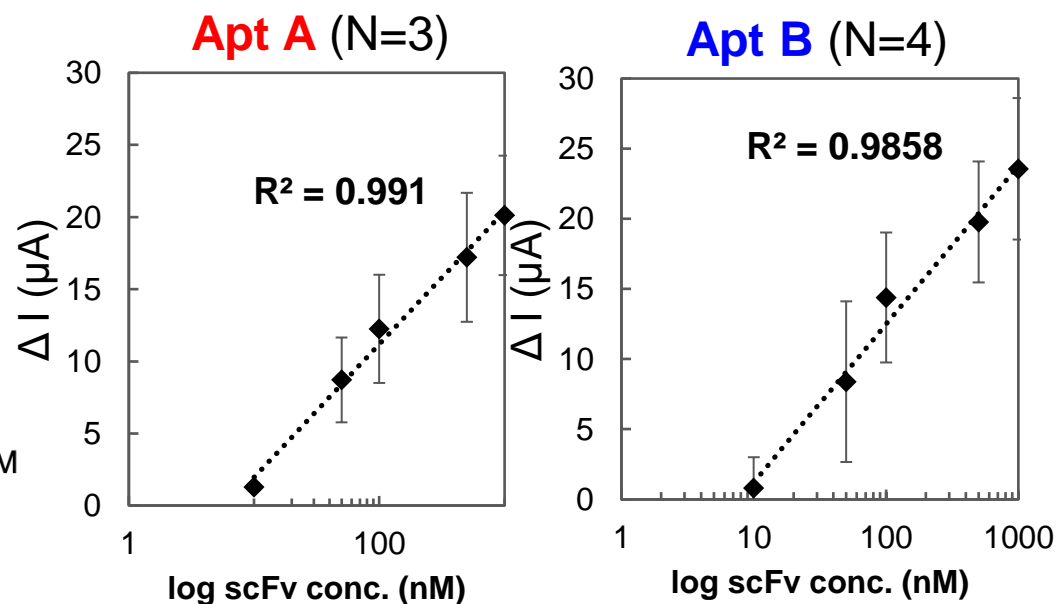 Apt A (N=3)
30
25
20
15
10
5
0
Δ I (µA)
R² = 0.991
1
100
log scFv conc. (nM)
M
Apt B (N=4)
30
25
20
15
10
5
0
Δ I (µA)
R² = 0.9858
1
10
100
1000
log scFv conc. (nM)